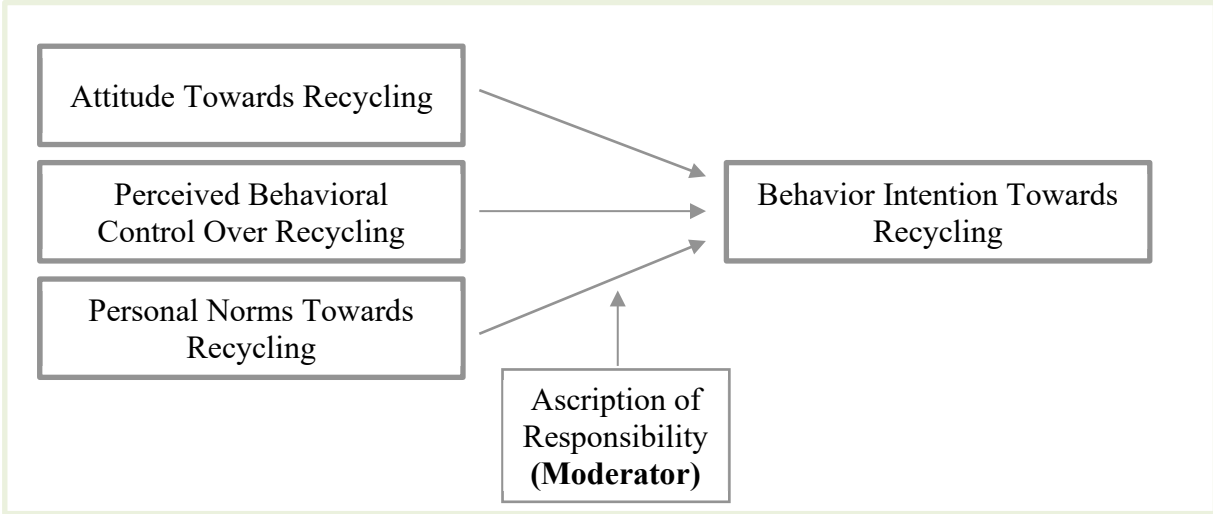 Attitude Towards Recycling
Perceived Behavioral
Control Over Recycling
Personal Norms Towards
Recycling
Behavior Intention Towards
Recycling
Ascription of
Responsibility
(Moderator)